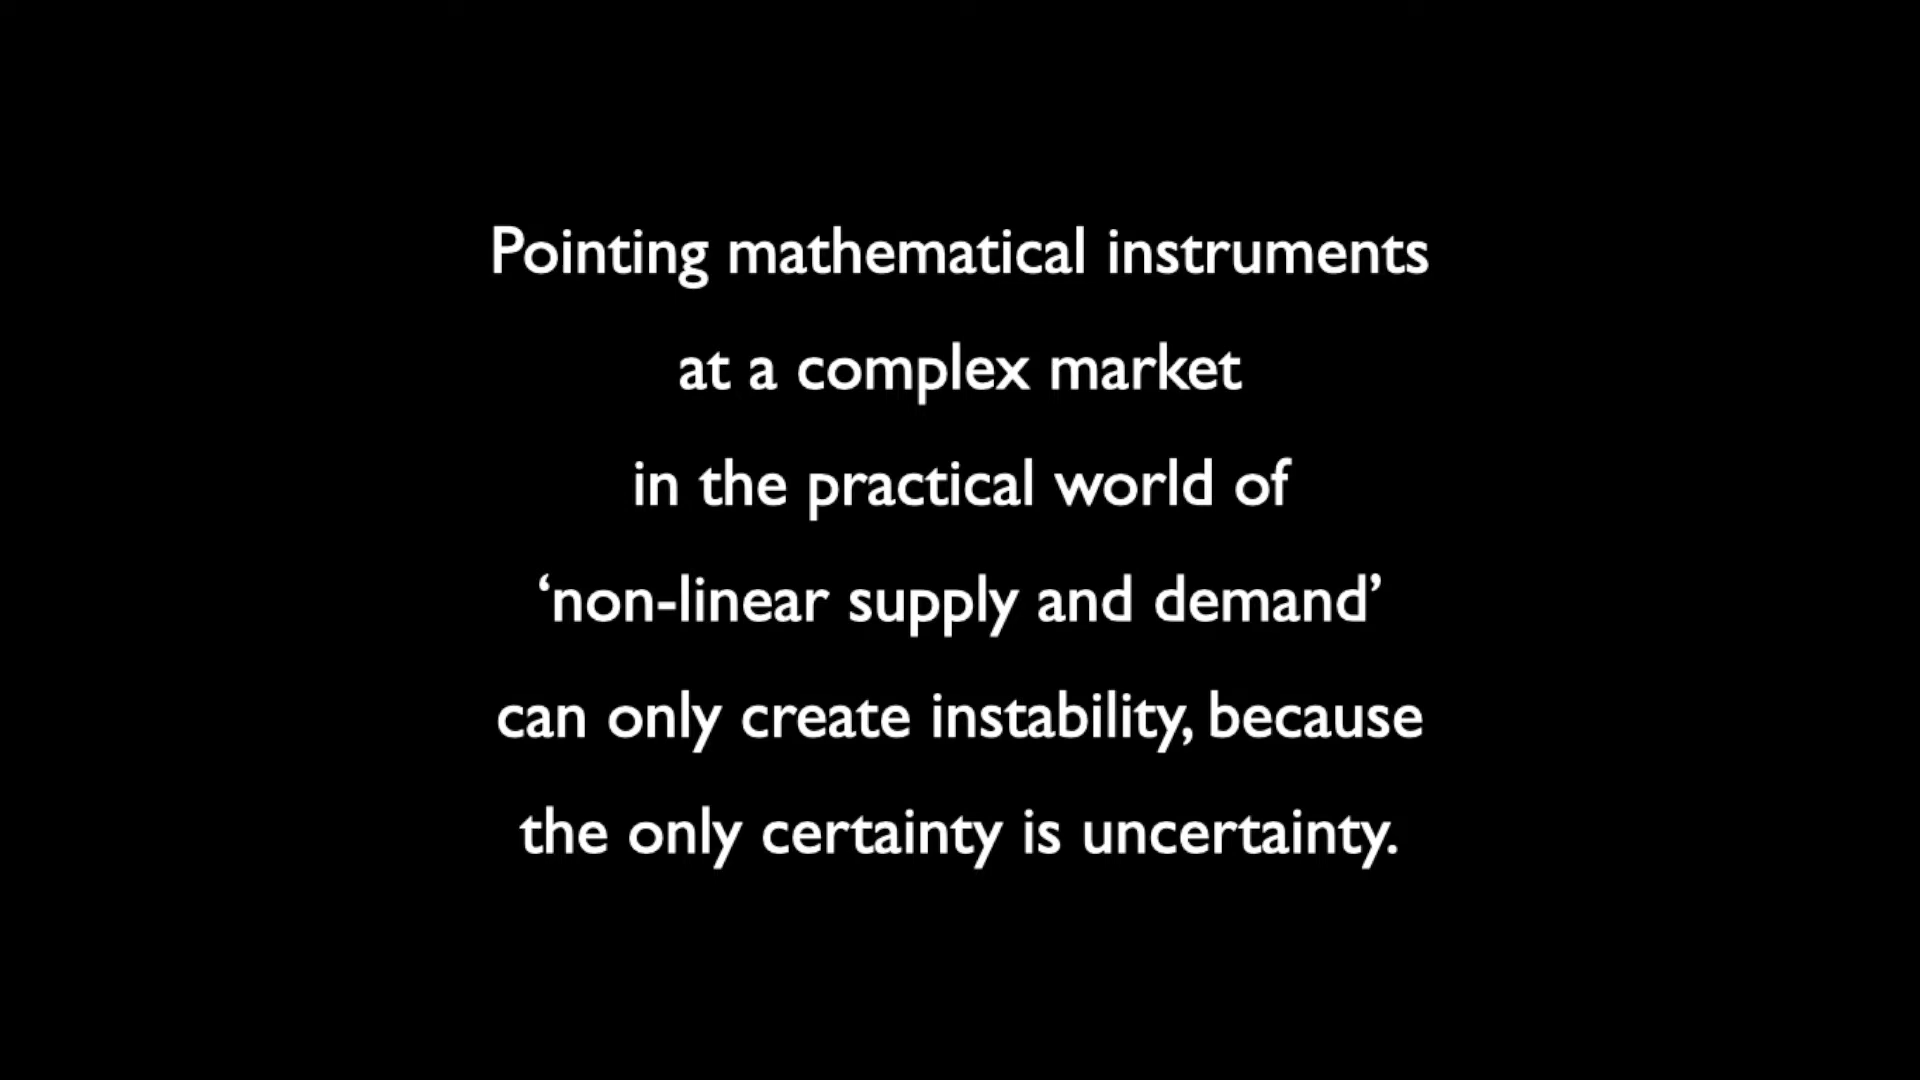 Pointing mathematical instruments
at a complex market
in the practical world of
‘non-linear supply and demand’
can only create instability, because
the only certainty is uncertainty.